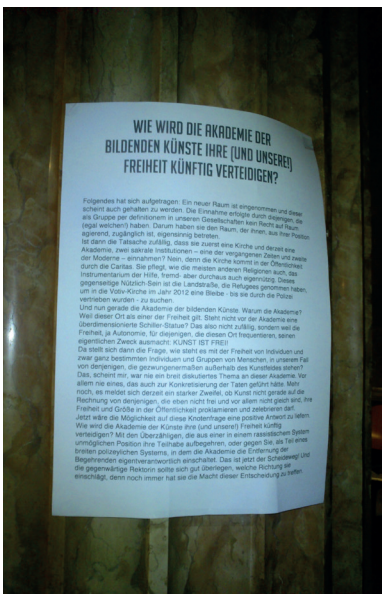 WIE WIRD DIE AKADEMIE DER
BILDENDEN KÜNSTE IHRE (UND UNSERE!)
FREIHEIT KÜNFTIG VERTEIDIGEN?
Folgendes hat sich aufgetragen: Ein neuer Raum ist eingenommen und dieser
scheint auch gehalten zu werden. Die Einnahme erfolgte durch diejenigen, die
als Gruppe per definitionem in unseren Gesellschaften kein Recht auf Raum
(egal welchen!) haben. Darum haben sie den Raum, der ihnen, aus ihrer Position
agierend, zugänglich ist, eigensinnig betreten.
Ist dann die Tatsache zufällig, dass sie zuerst eine Kirche und derzeit eine
Akademie, zwei sakrale Institutionen – eine der vergangenen Zeiten und zweite
der Moderne – einnahmen? Nein, denn die Kirche kommt in der Öffentlichkeit
durch die Caritas. Sie pflegt, wie die meisten anderen Religionen auch, das
Instrumentarium der Hilfe, fremd- aber durchaus auch eigennützig. Dieses
gegenseitige Nützlich-Sein ist die Landstraße, die Refugees genommen haben,
um in die Votiv-Kirche im Jahr 2012 eine Bleibe - bis sie durch die Polizei
vertrieben wurden - zu suchen.
Und nun gerade die Akademie der bildenden Künste. Warum die Akademie?
Weil dieser Ort als einer der Freiheit gilt. Steht nicht vor der Akademie eine
überdimensionierte Schiller-Statue? Das also nicht zufällig, sondern weil die
Freiheit, ja Autonomie, für diejenigen, die diesen Ort frequentieren, seinen
eigentlichen Zweck ausmacht. KUNST IST FREI!
Da stellt sich dann die Frage, wie steht es mit der Freiheit von Individuen und
zwar ganz bestimmten Individuen und Gruppen von Menschen, in unserem Fall
von denjenigen, die gezwungenermaßen außerhalb des Kunstfeldes stehen?
Das, scheint mir, war nie ein breit diskutiertes Thema an dieser Akademie. Vor
allem nie eines, das auch zur Konkretisierung der Taten geführt hätte. Mehr
noch, es meldet sich derzeit ein starker Zweifel, ob Kunst nicht gerade auf die
Rechnung von denjenigen, die eben nicht frei und vor allem nicht gleich sind, ihre
Freiheit und Größe in der Öffentlichkeit proklamieren und zelebrieren darf.
Jetzt wäre die Möglichkeit auf diese Knotenfrage eine positive Antwort zu liefern.
Wie wird die Akademie der Künste ihre (und unsere!) Freiheit künftig
verteidigen? Mit den Überzähligen, die aus einer in einem rassistischen System
unmöglichen Position ihre Teilhabe aufbegehren, oder gegen Sie, als Teil eines
breiten polizeylichen Systems, in dem die Akademie die Entfernung der
Begehrenden eigentverantwortlich einschaltet. Das ist jetzt der Scheideweg! Und
die gegenwärtige Rektorin sollte sich gut überlegen, welche Richtung sie
einschlägt, denn noch immer hat sie die Macht dieser Entscheidung zu treffen.